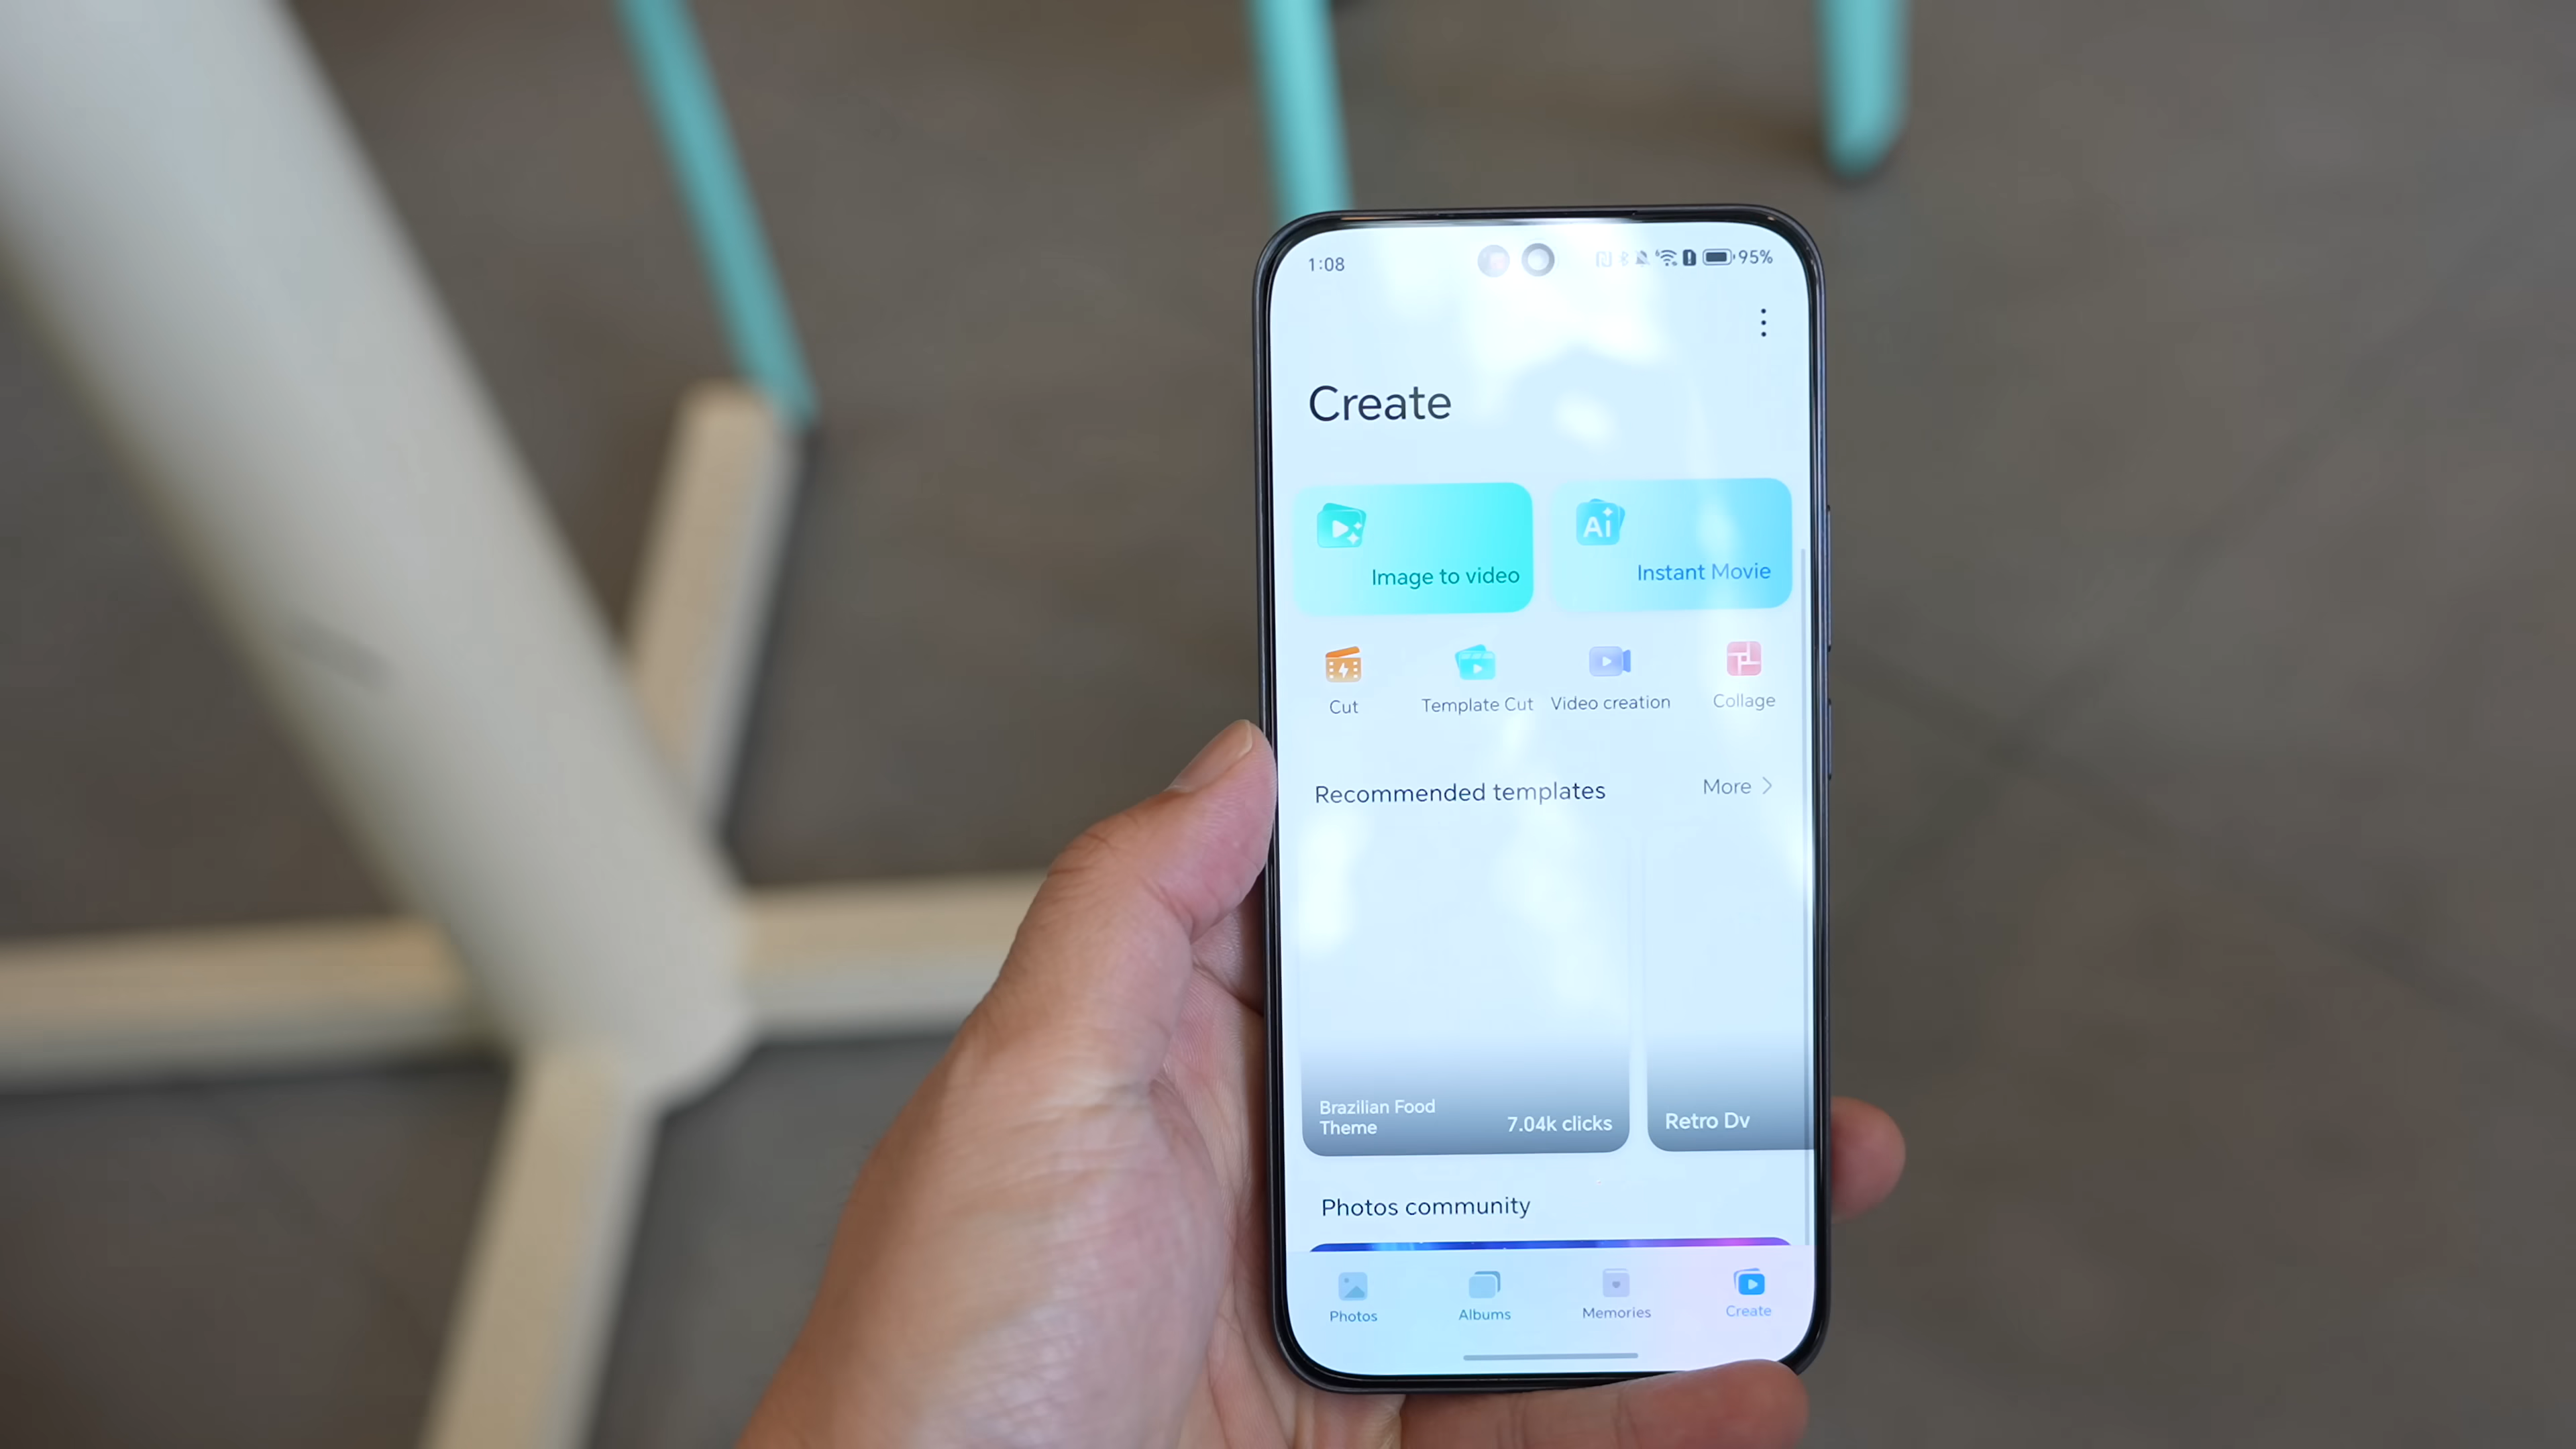 1:08
95%
Create
Ai
Image to video
Instant Movie
Cut
Template Cut
Video creation
Collage
Recommended templates
More
Brazilian Food
Theme
7.04k clicks
Retro Dv
Photos community
Photos
Albums
Memories
Create